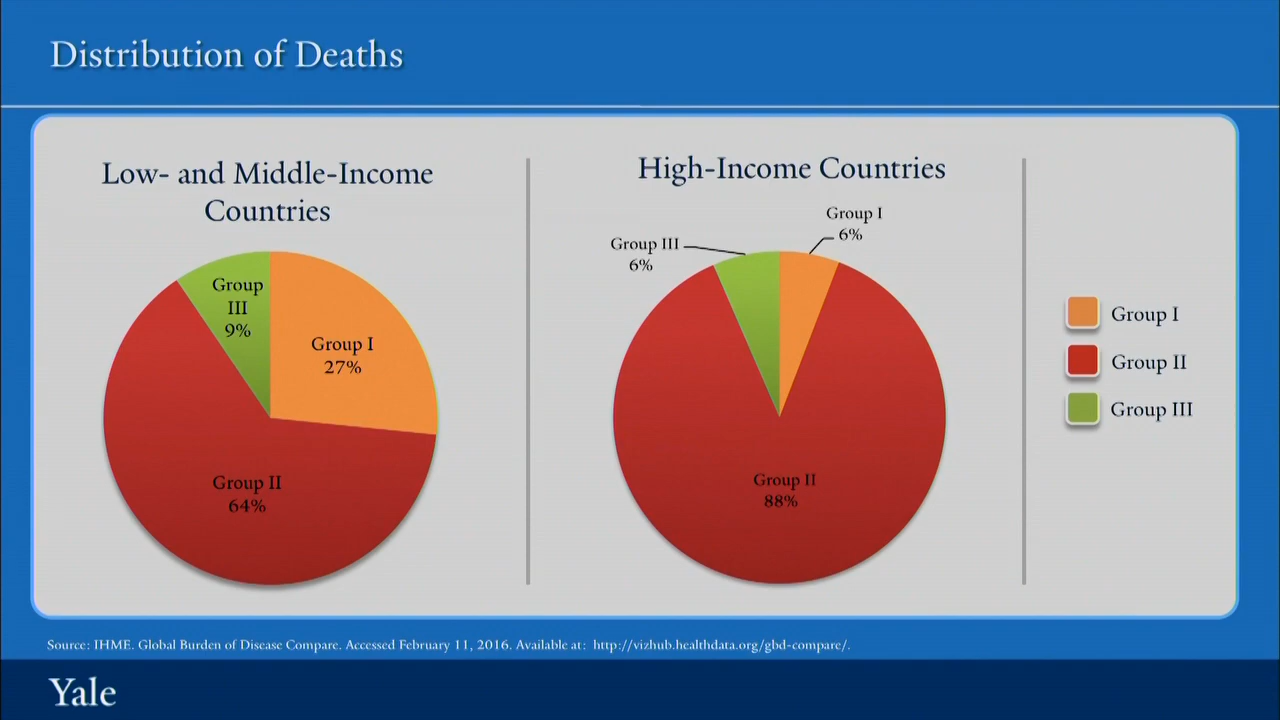 Distribution of Deaths
Low- and Middle-Income
Countries
Group
III
9%
Group I
27%
Group II
64%
High-Income Countries
Group I
6%
Group III
6%
Group II
88%
Group I
Group II
Group III
Source: IHME. Global Burden of Disease Compare. Accessed February 11, 2016. Available at: http://vizhub.healthdata.org/gbd-compare/.
Yale